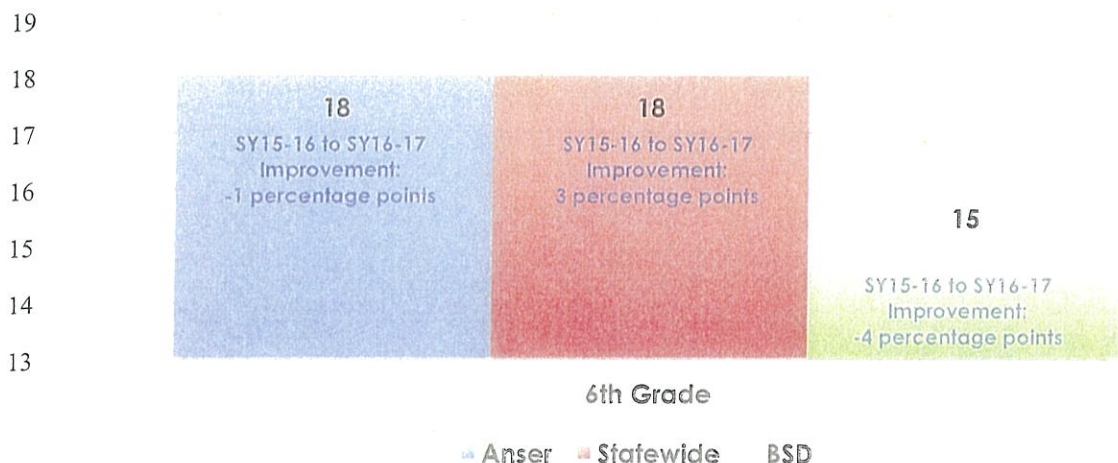 19
18
17
16
15
14
13
18
SY15-16 to SY16-17
Improvement:
-1 percentage points
18
SY15-16 to SY16-17
Improvement:
3 percentage points
15
SY15-16 to SY16-17
Improvement:
-4 percentage points
6th Grade
Anser Statewide BSD